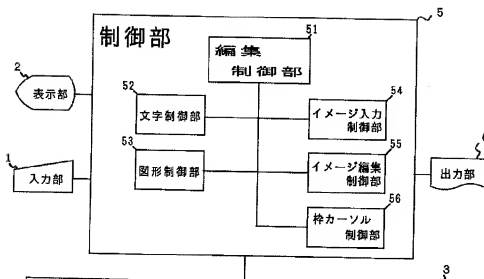 制御部
5
51
編集
制御部
2
表示部
52
文字制御部
54
イメージ入力
制御部
53
図形制御部
55
イメージ編集
制御部
1
入力部
出力部
56
枠カーソル
制御部
3